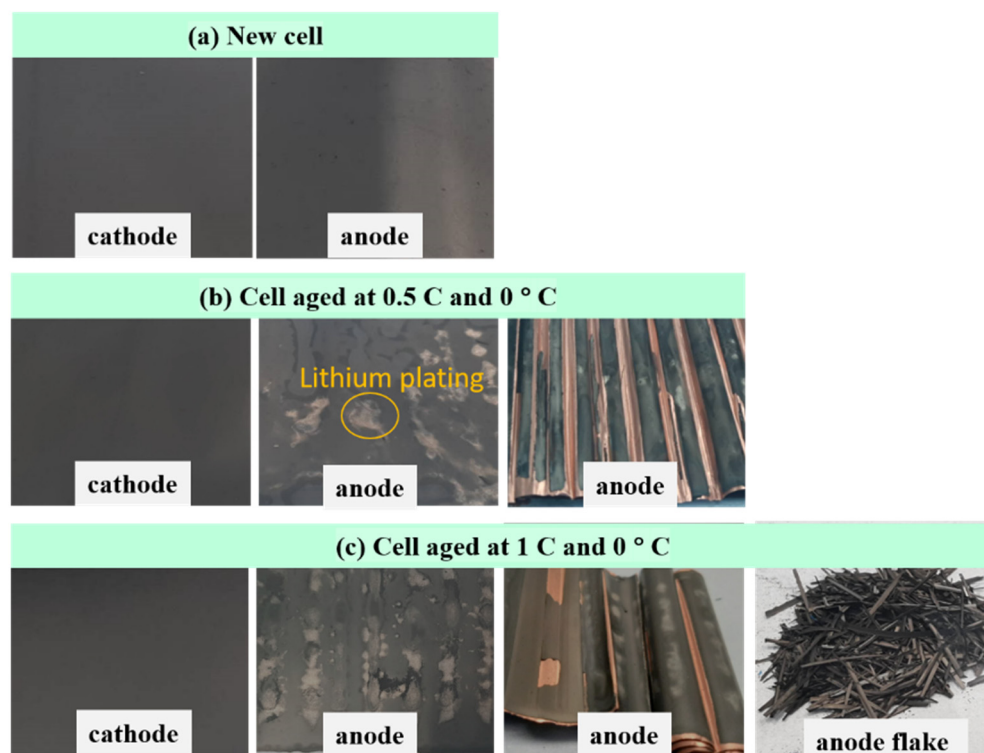 (a) New cell
cathode
anode
(b) Cell aged at 0.5 C and 0 ° C
Lithium plating
cathode
anode
anode
(c) Cell aged at 1 C and 0 ° C
cathode
anode
anode
anode flake